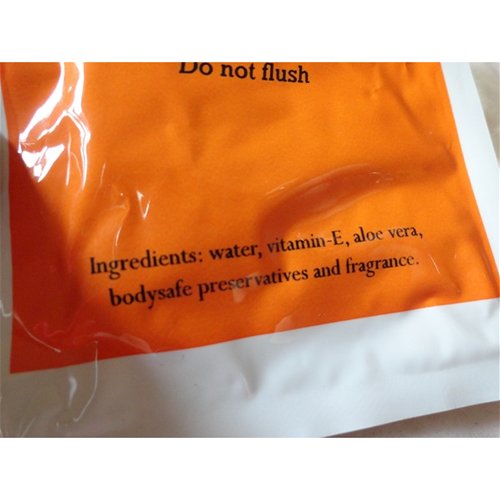 Do not flush
Ingredients: water, vitamin-E, aloe vera,
bodysafe preservatives and fragrance.